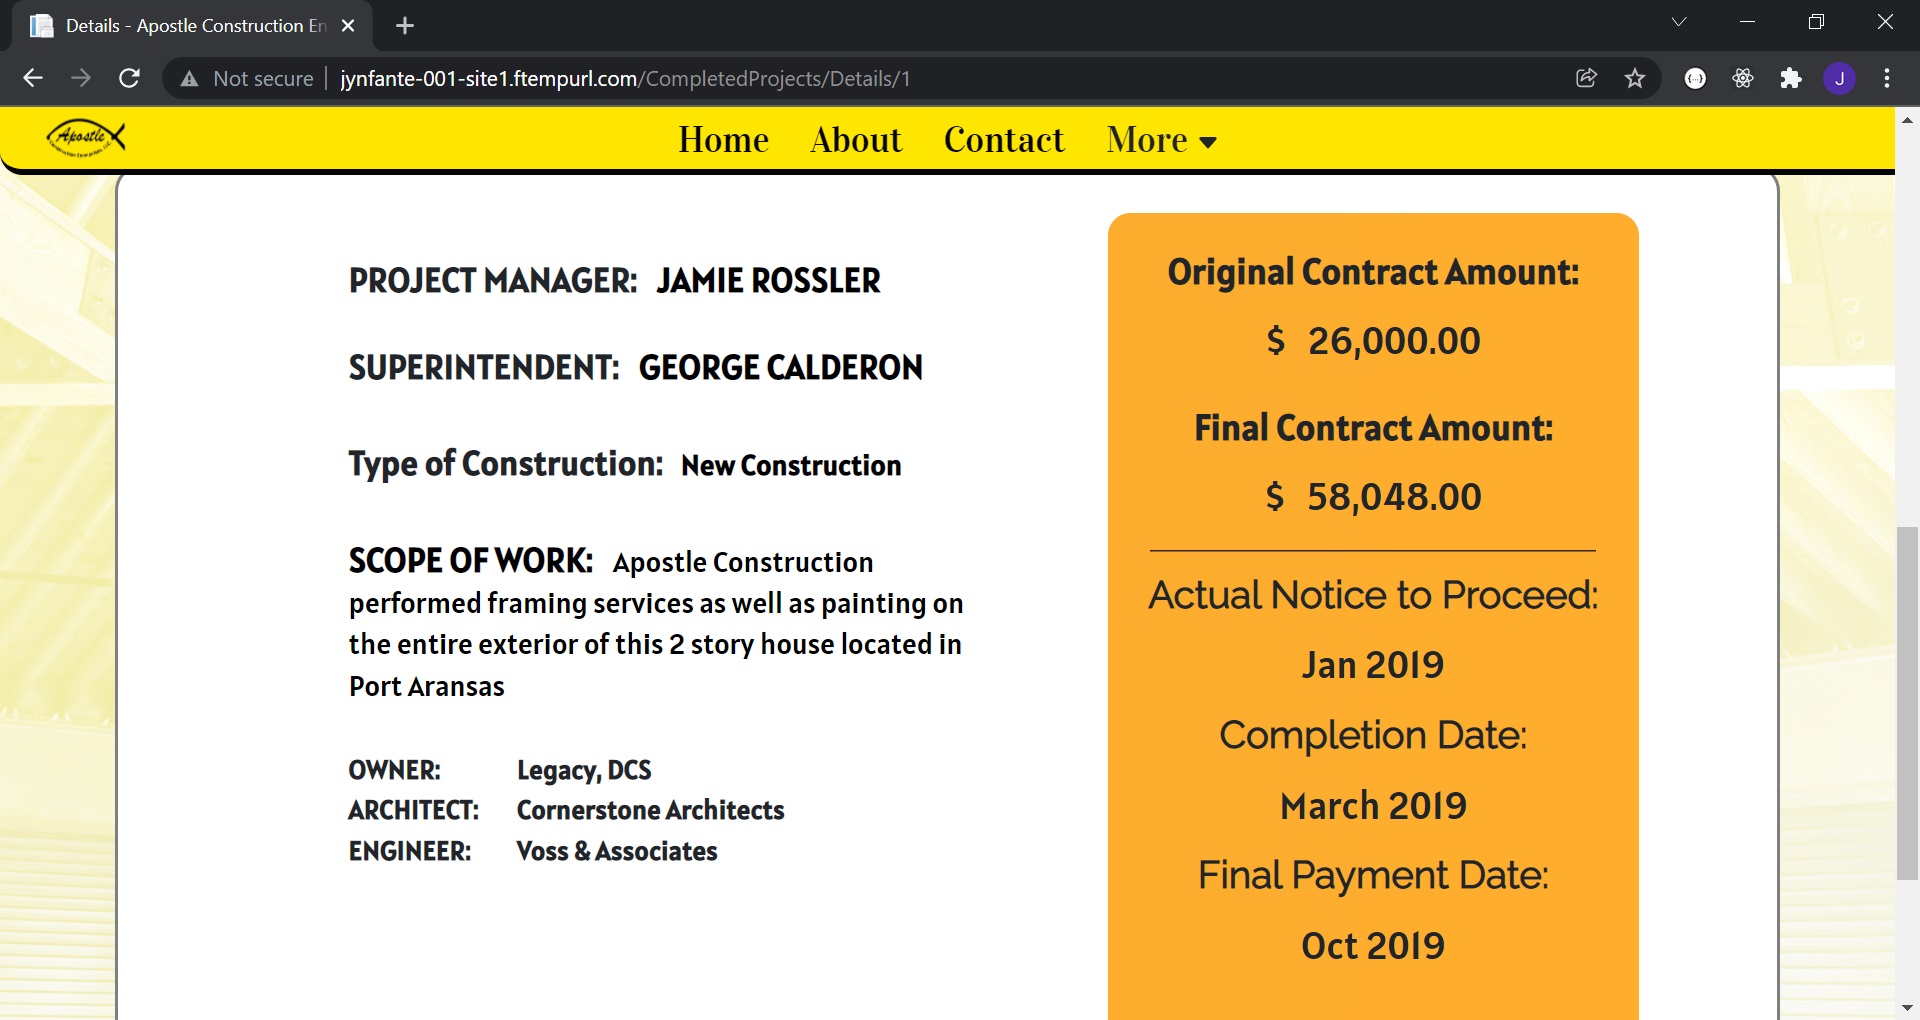 Details - Apostle Construction En
Not secure | jynfante-001-site1.ftempurl.com/CompletedProjects/Details/1
J
Apostle
Home About Contact More
PROJECT MANAGER: JAMIE ROSSLER
SUPERINTENDENT: GEORGE CALDERON
Type of Construction: New Construction
SCOPE OF WORK: Apostle Construction
performed framing services as well as painting on
the entire exterior of this 2 story house located in
Port Aransas
OWNER: Legacy, DCS
ARCHITECT: Cornerstone Architects
ENGINEER: Voss & Associates
Original Contract Amount:
$ 26,000.00
Final Contract Amount:
$ 58,048.00
Actual Notice to Proceed:
Jan 2019
Completion Date:
March 2019
Final Payment Date:
Oct 2019